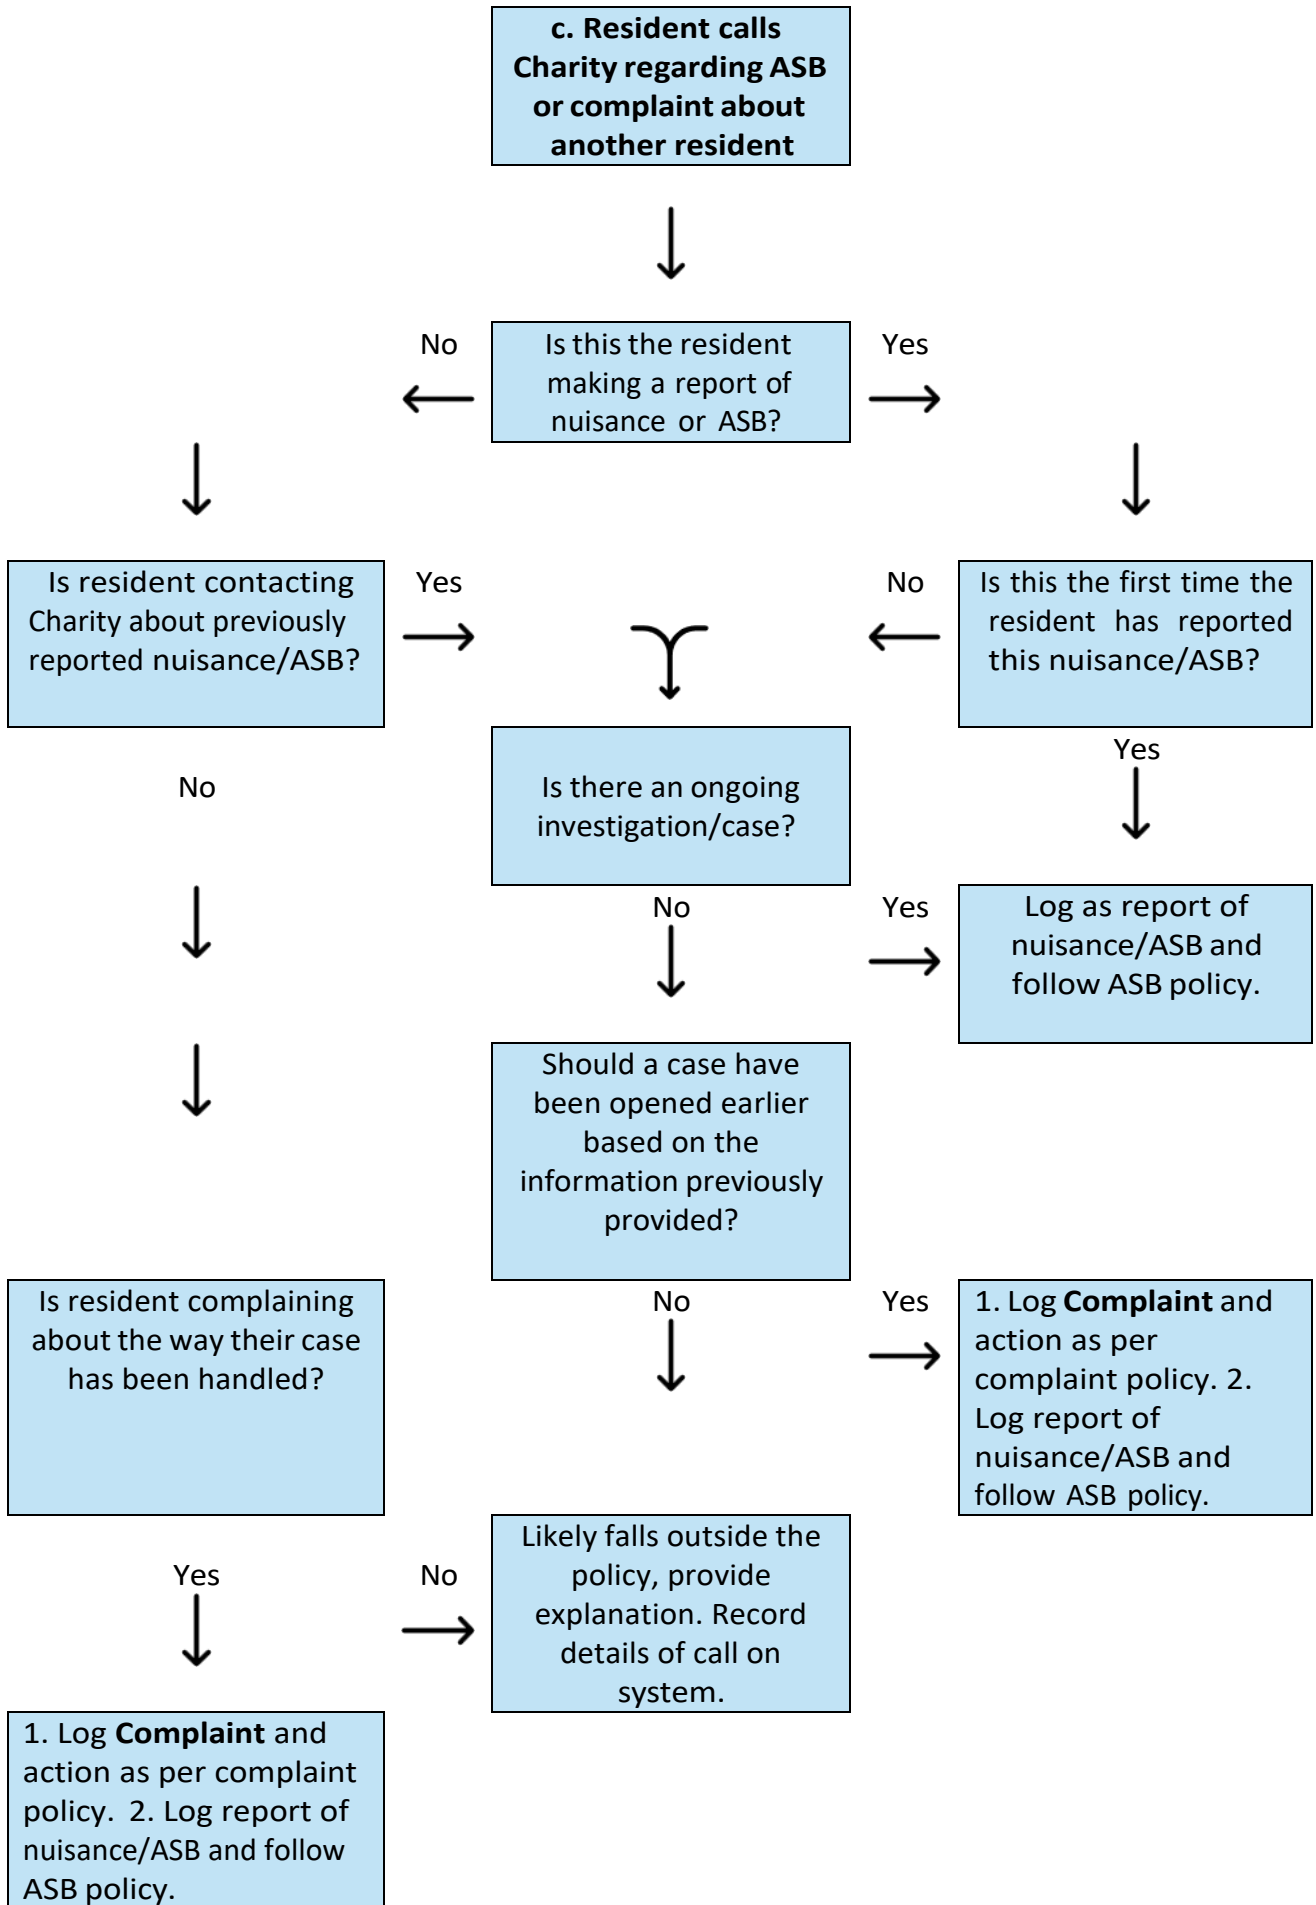 c. Resident calls
Charity regarding ASB
or complaint about
another resident
No
Is this the resident
making a report of
nuisance or ASB?
Yes
Is resident contacting
Charity about previously
reported nuisance/ASB?
Yes
No
Is this the first time the
resident has reported
this nuisance/ASB?
Yes
No
Is there an ongoing
investigation/case?
No
Yes
Log as report of
nuisance/ASB and
follow ASB policy.
Should a case have
been opened earlier
based on the
information previously
provided?
Is resident complaining
about the way their case
has been handled?
No
Yes
1. Log Complaint and
action as per
complaint policy. 2.
Log report of
nuisance/ASB and
follow ASB policy.
Likely falls outside the
policy, provide
explanation. Record
details of call on
system.
Yes
No
1. Log Complaint and
action as per complaint
policy. 2. Log report of
nuisance/ASB and follow
ASB policy.